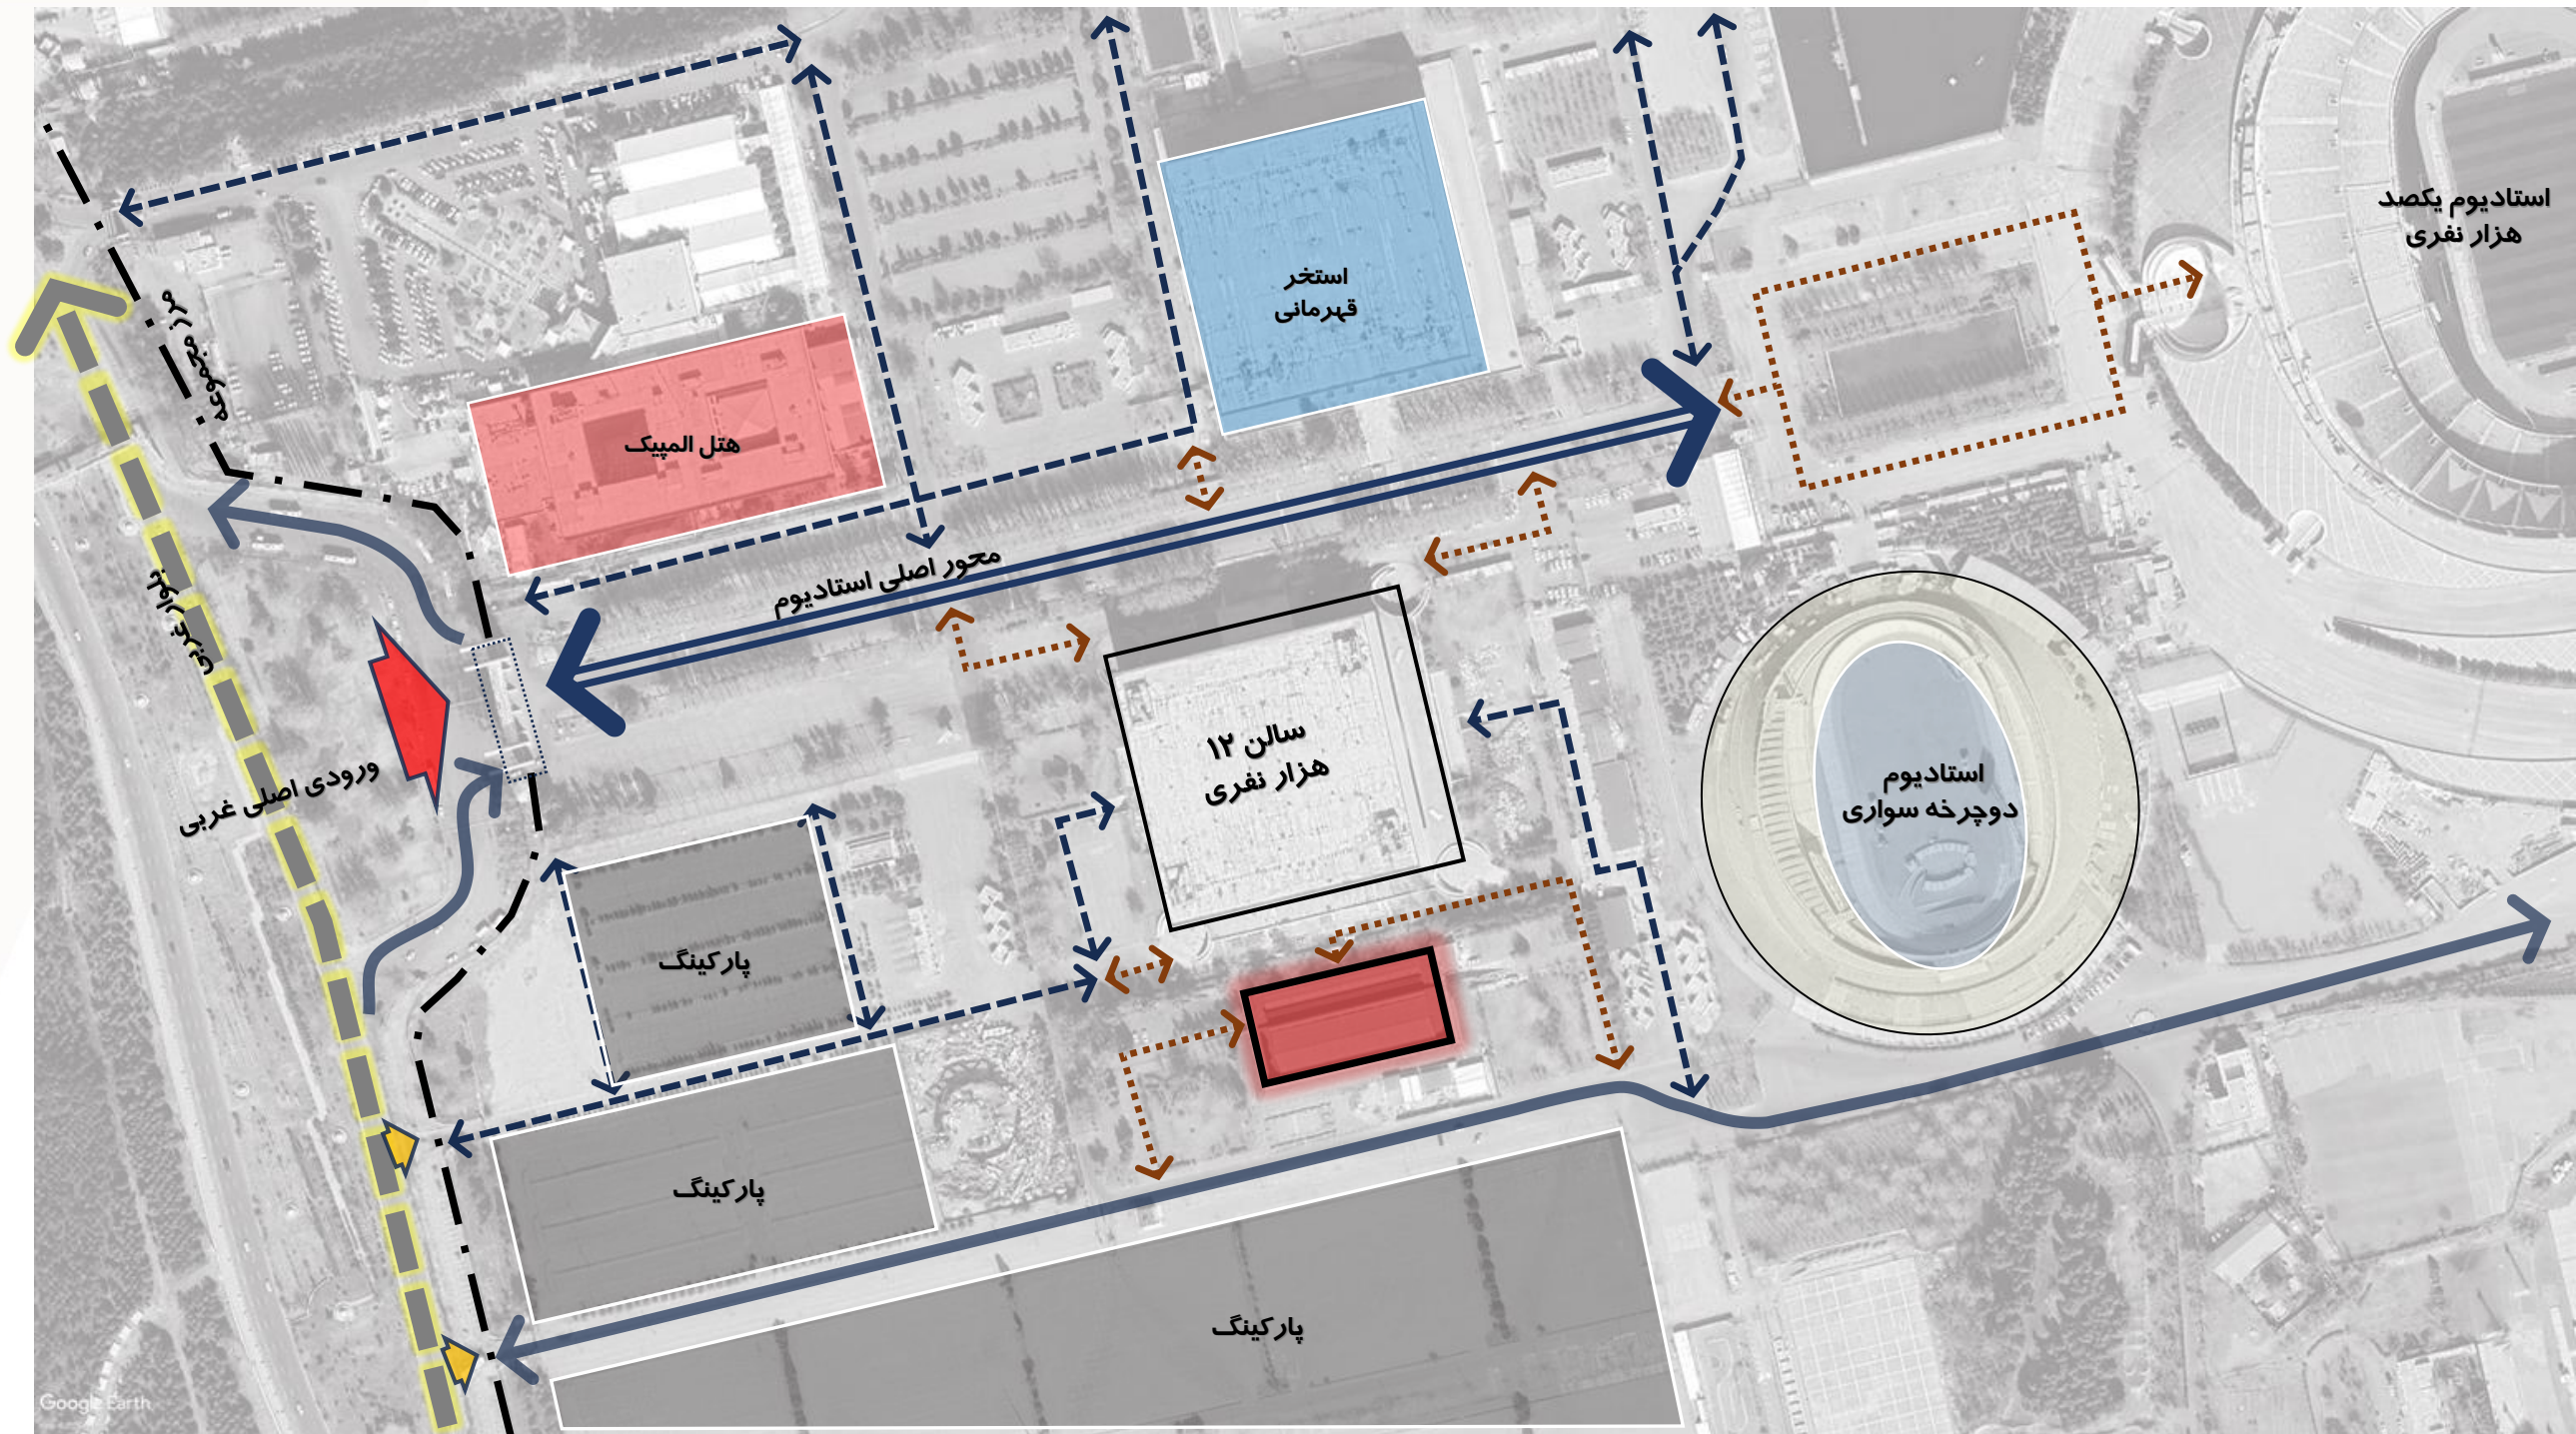 استادیوم یکصد
هزار نفری
استخر
قهرمانی
مرز مجموعه
هتل المپیک
محور اصلی استادیوم
بلوار غربی
سالن ۱۲
هزار نفری
ورودی اصلی غربی
استادیوم
دوچرخه سواری
پارکینگ
پارکینگ
پارکینگ
Google Earth